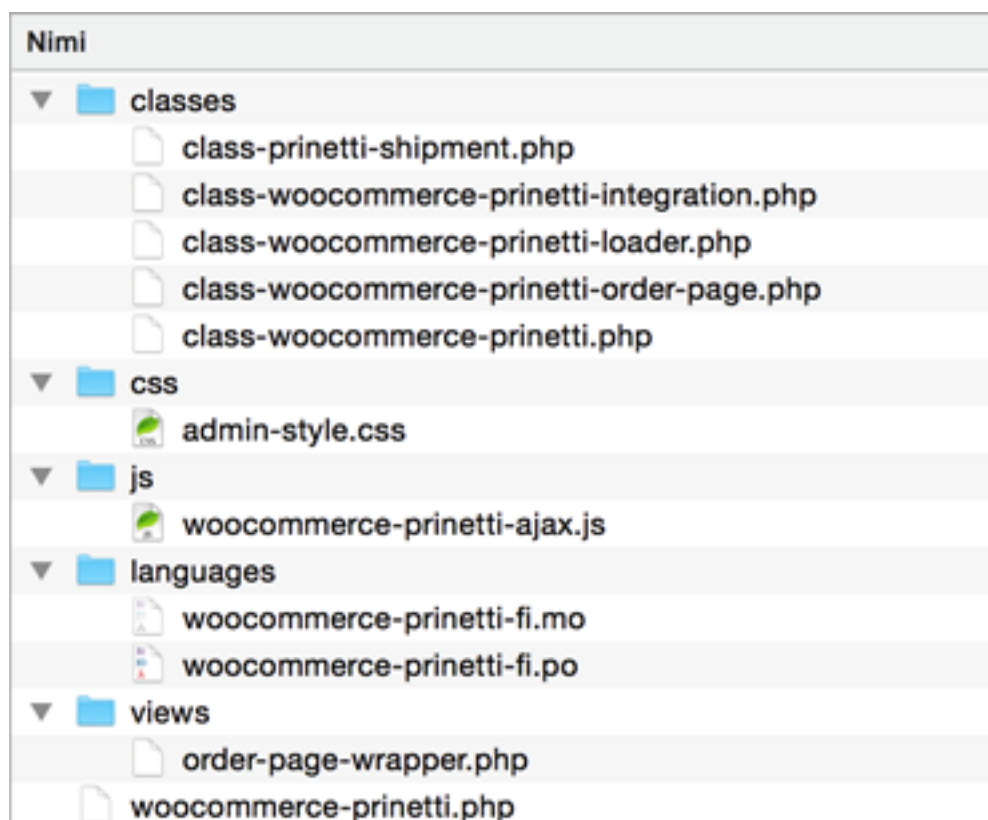 Nimi
classes
class-prinetti-shipment.php
class-woocommerce-prinetti-integration.php
class-woocommerce-prinetti-loader.php
class-woocommerce-prinetti-order-page.php
class-woocommerce-prinetti.php
css
admin-style.css
js
woocommerce-prinetti-ajax.js
languages
woocommerce-prinetti-fi.mo
woocommerce-prinetti-fi.po
views
order-page-wrapper.php
woocommerce-prinetti.php